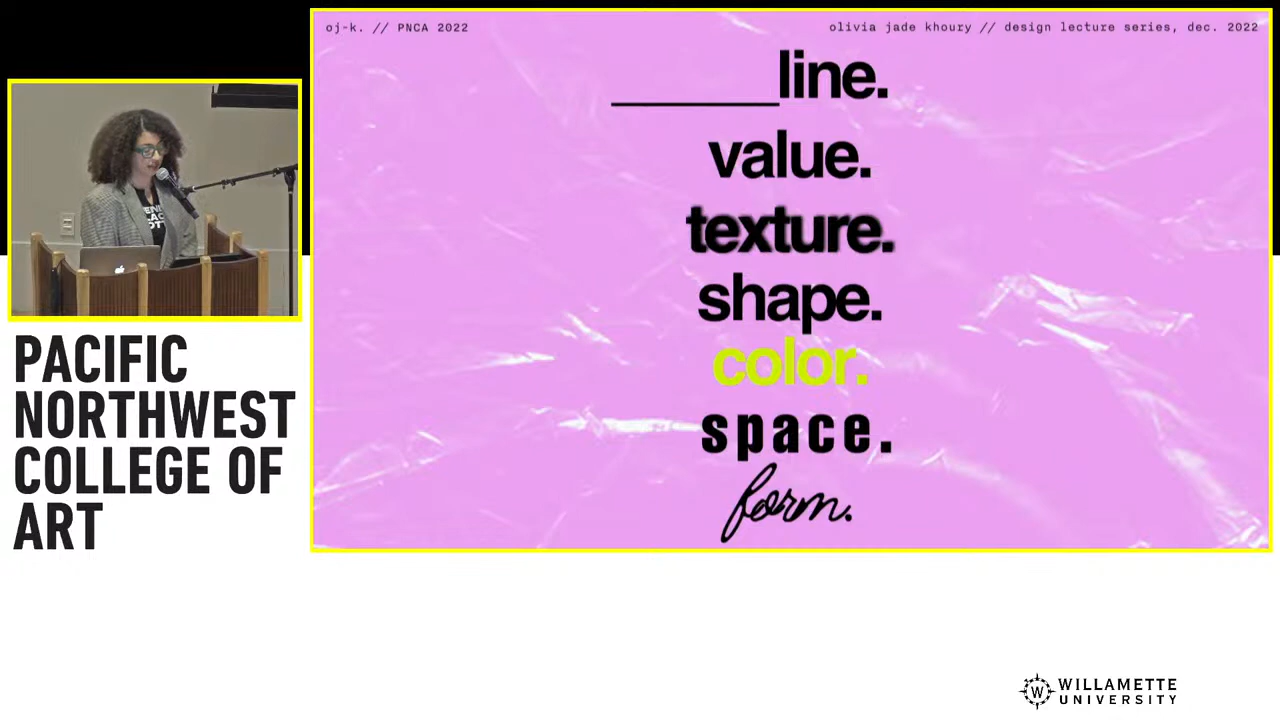 oj-k. // PNCA 2022
olivia jade khoury // design lecture series, dec. 2022
line.
value.
texture.
shape.
color.
space.
form.
PACIFIC
NORTHWEST
COLLEGE OF
ART
W
WILLAMETTE
UNIVERSITY